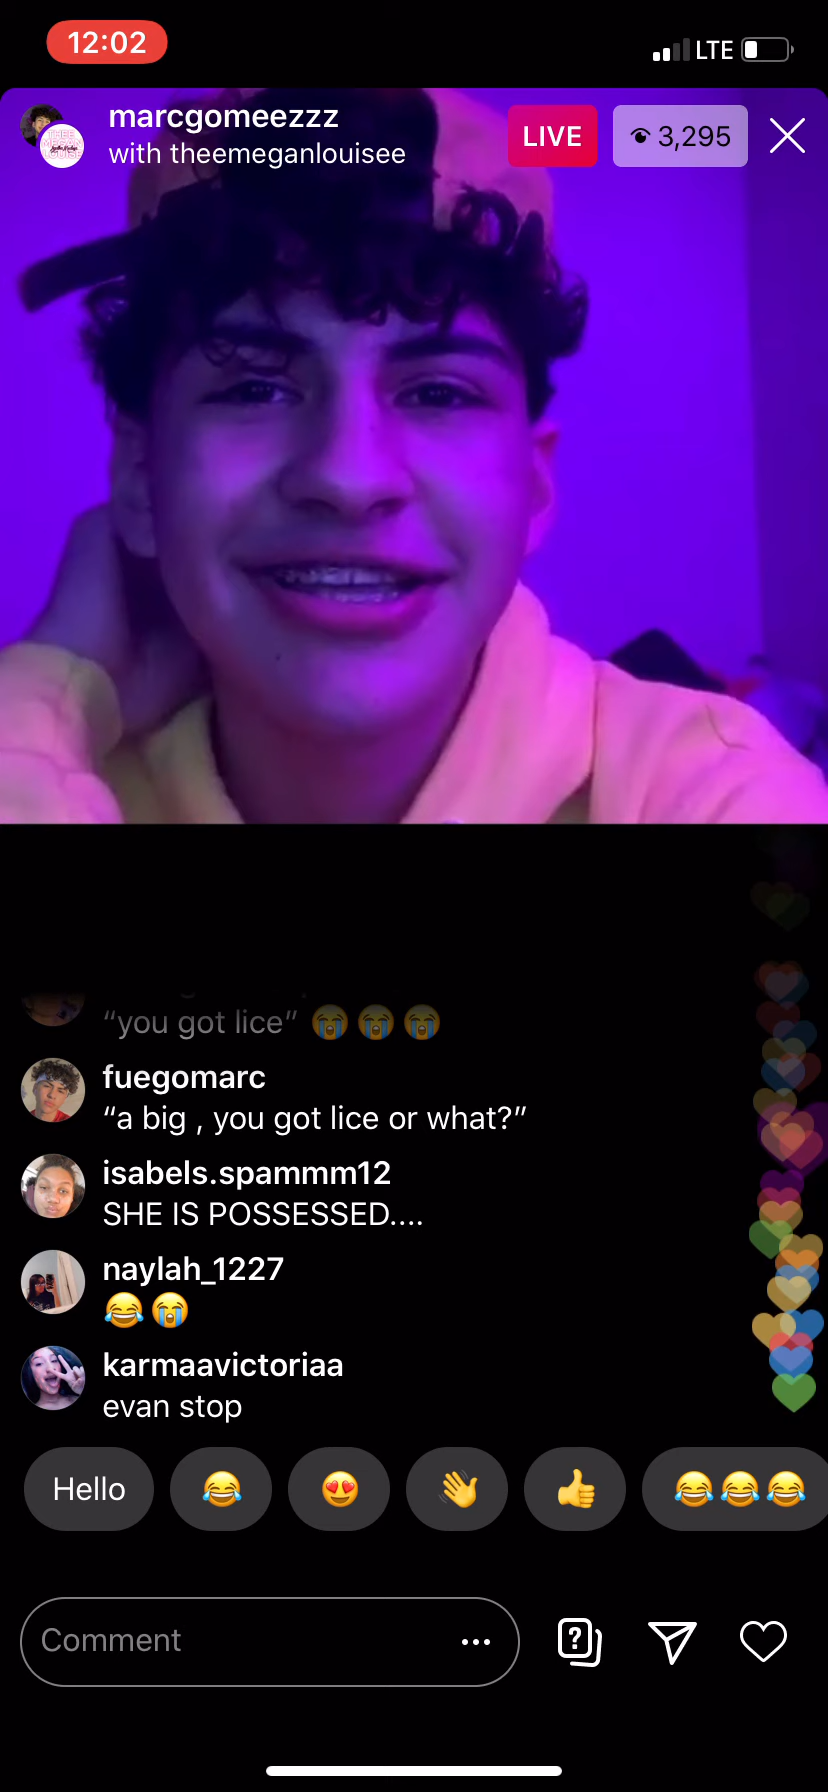 12:02
LTE
marcgomeezzz
with theemeganlouisee
LIVE
3,295
“you got lice” 😭😭😭
fuegomarc
“a big , you got lice or what?”
isabels.spammm12
SHE IS POSSESSED....
naylah_1227
😂😭
karmaavictoriaa
evan stop
Hello 😂 😍 👋 👍 😂😂😂
Comment